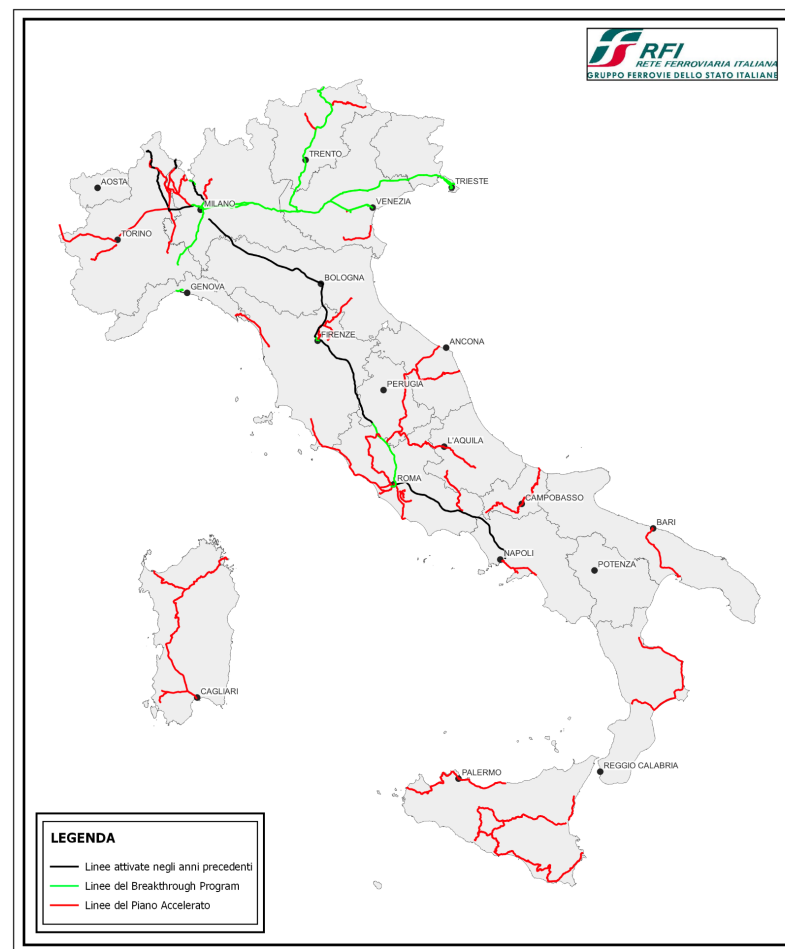 RFI
RETE FERROVIARIA ITALIANA
GRUPPO FERROVIE DELLO STATO ITALIANE
TRENTO
AOSTA
TRIESTE
MILANO
VENEZIA
TORINO
BOLOGNA
GENOVA
FIRENZE
ANCONA
PERUGIA
L'AQUILA
ROMA
CAMPOBASSO
BARI
NAPOLI
POTENZA
CAGLIARI
PALERMO
REGGIO CALABRIA
LEGENDA
Linee attivate negli anni precedenti
Linee del Breakthrough Program
Linee del Piano Accelerato